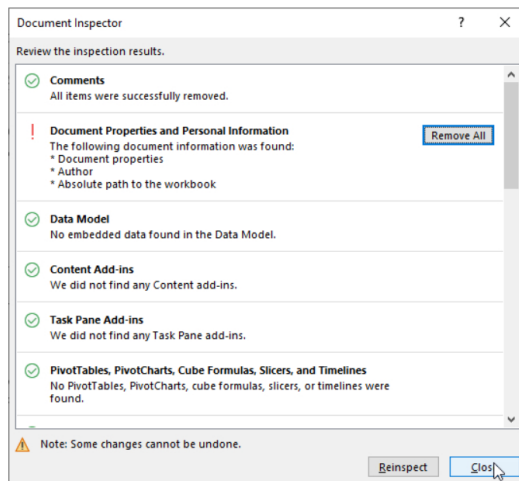 Document Inspector
Review the inspection results.
Comments
All items were successfully removed.
Document Properties and Personal Information
Remove All
The following document information was found:
* Document properties
* Author
* Absolute path to the workbook
Data Model
No embedded data found in the Data Model.
Content Add-ins
We did not find any Content add-ins.
Task Pane Add-ins
We did not find any Task Pane add-ins.
PivotTables, PivotCharts, Cube Formulas, Slicers, and Timelines
No PivotTables, PivotCharts, cube formulas, slicers, or timelines were
found.
Note: Some changes cannot be undone.
Reinspect
Clos